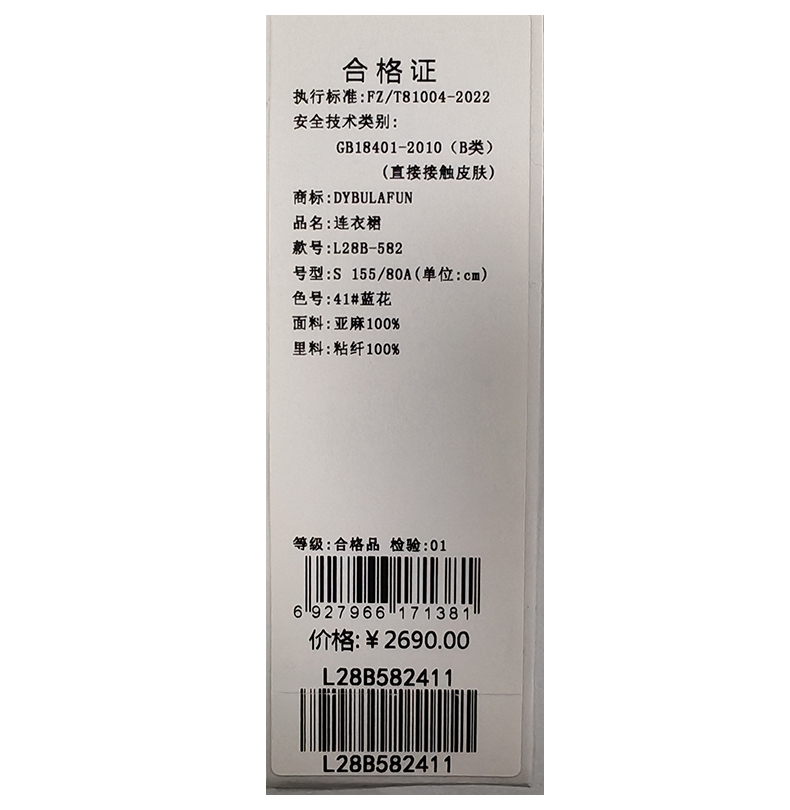 合格证
执行标准:FZ/T81004-2022
安全技术类别:
GB18401-2010（B类）
(直接接触皮肤)
商标:DYBULAFUN
品名:连衣裙
款号:L28B-582
号型:S 155/80A(单位:cm)
色号:41#蓝花
面料:亚麻100%
里料:粘纤100%
等级:合格品 检验:01
6 927966 171381
价格:¥2690.00
L28B582411
L28B582411